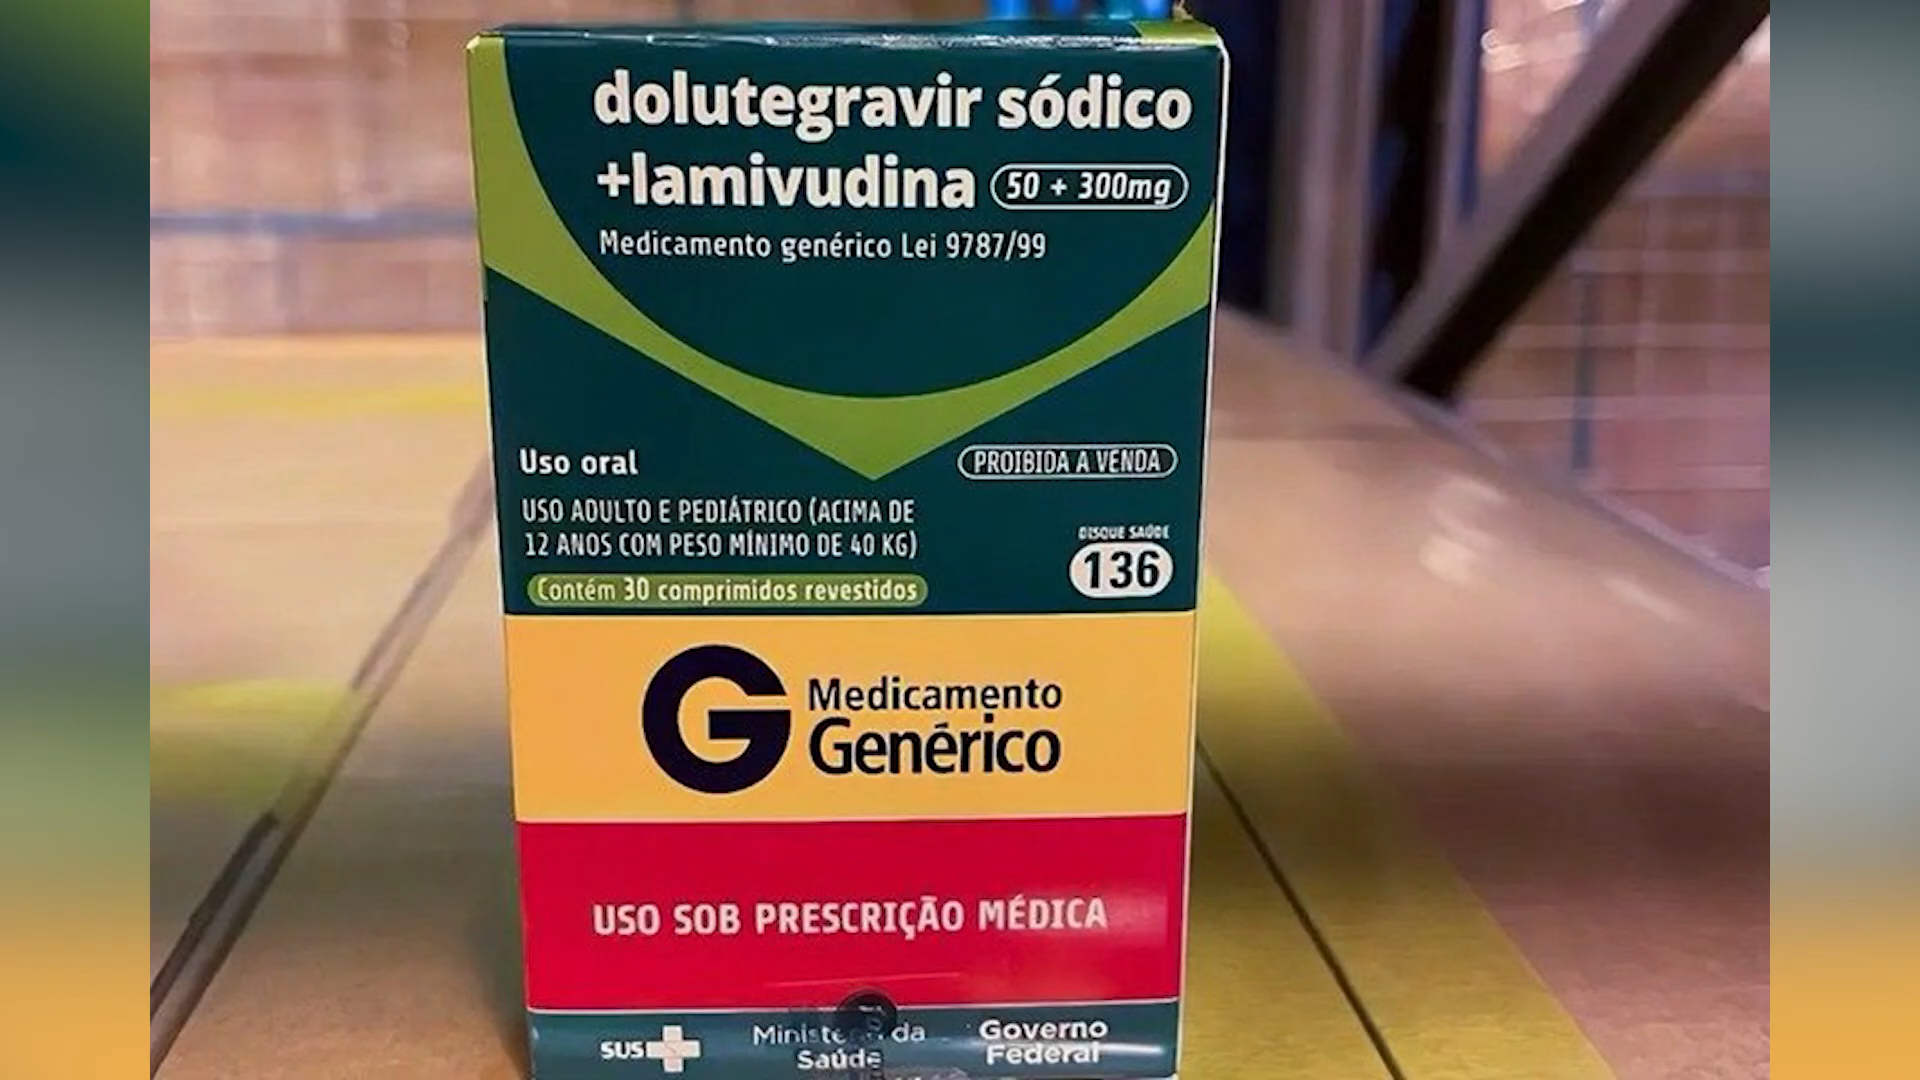 dolutegravir sódico
+lamivudina 50 + 300mg
Medicamento genérico Lei 9787/99
Uso oral
PROIBIDA A VENDA
USO ADULTO E PEDIÁTRICO (ACIMA DE
12 ANOS COM PESO MÍNIMO DE 40 KG)
DISQUE SAÚDE
136
Contém 30 comprimidos revestidos
G Medicamento
Genérico
USO SOB PRESCRIÇÃO MÉDICA
SUS
da
Saúde
Governo
Federal